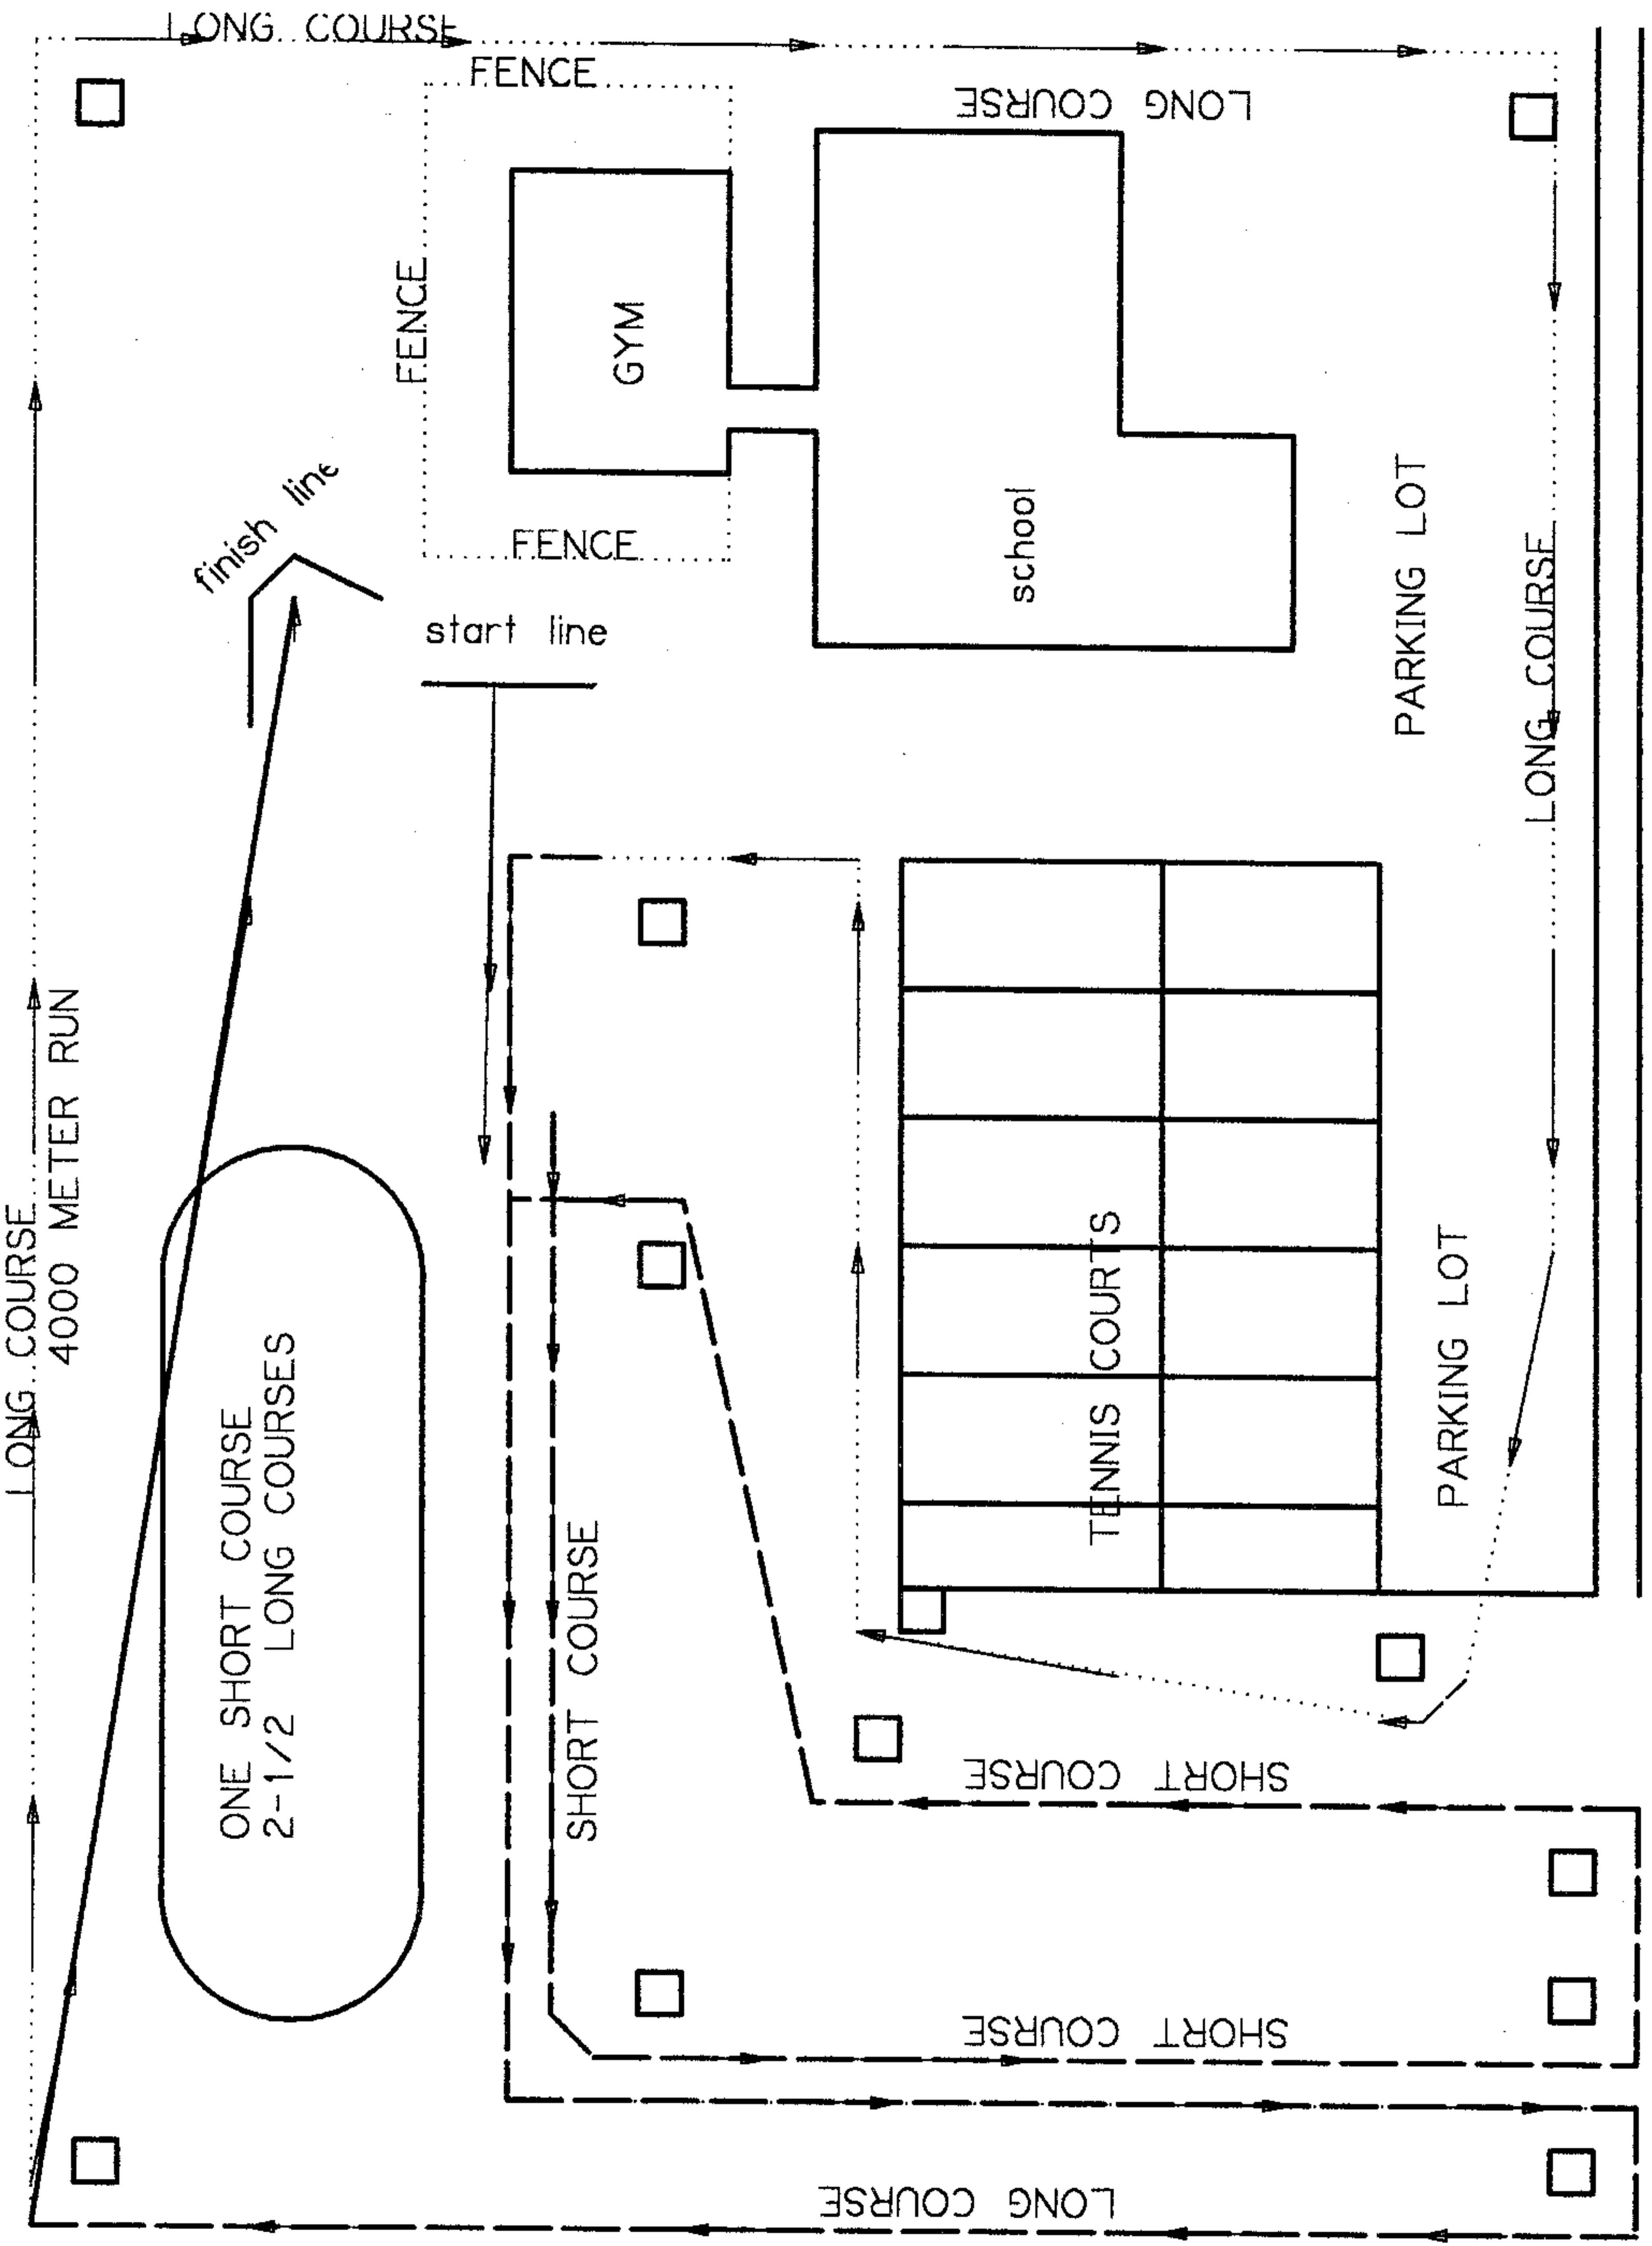 LONG COURSE
LONG COURSE
4000 METER RUN
ONE SHORT COURSE
2-1/2 LONG COURSES
finish line
start line
FENCE
FENCE
FENCE
GYM
LONG COURSE
school
PARKING LOT
LONG COURSE
SHORT COURSE
TENNIS COURTS
PARKING LOT
SHORT COURSE
SHORT COURSE
LONG COURSE